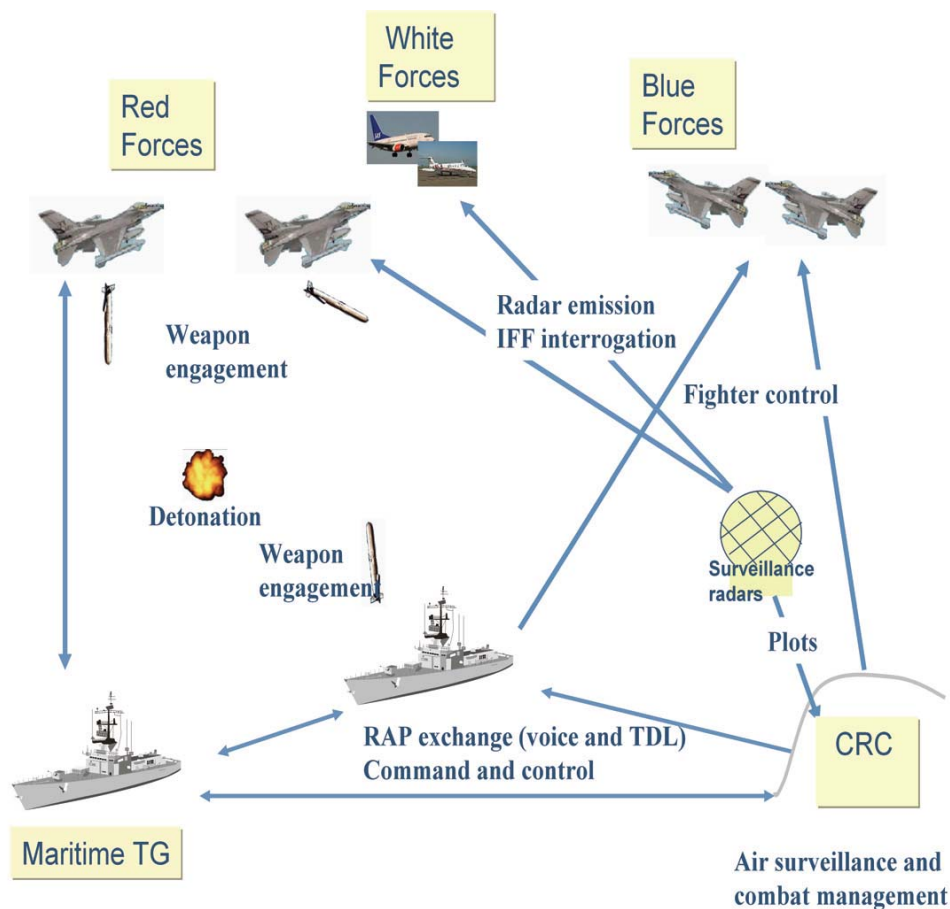 White
Forces
Red
Forces
Blue
Forces
Radar emission
IFF interrogation
Weapon
engagement
Fighter control
Detonation
Weapon
engagement
Surveillance
radars
Plots
RAP exchange (voice and TDL)
Command and control
CRC
Maritime TG
Air surveillance and
combat management